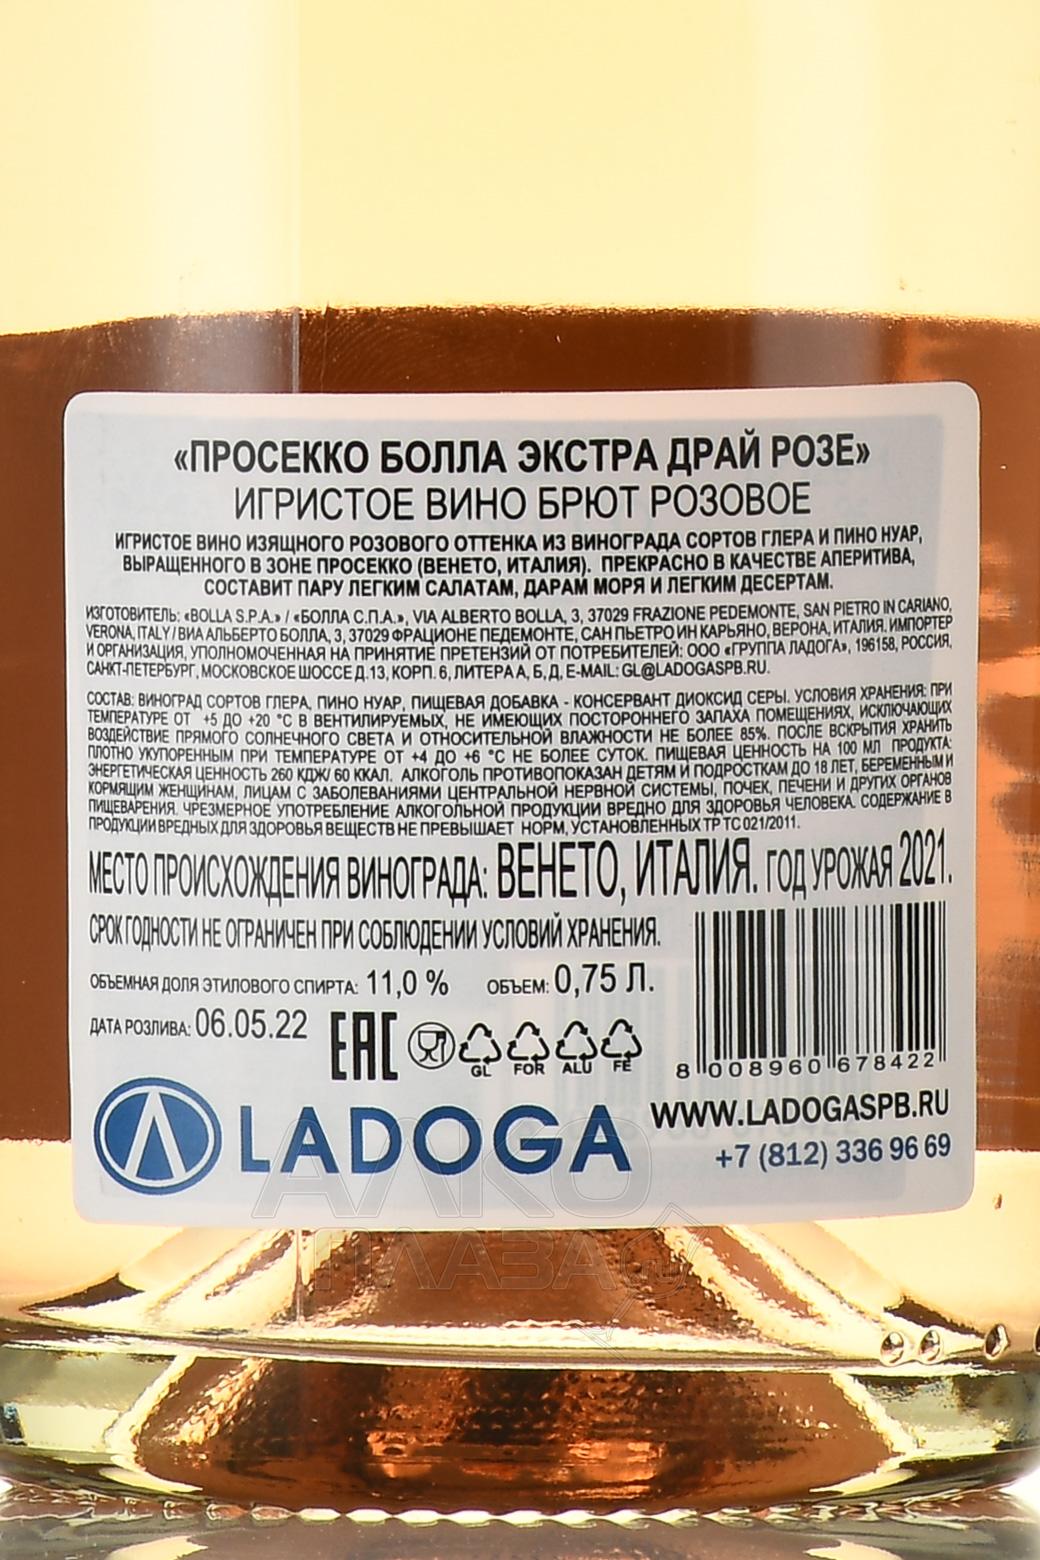 «ПРОСЕККО БОЛЛА ЭКСТРА ДРАЙ РОЗЕ»
ИГРИСТОЕ ВИНО БРЮТ РОЗОВОЕ
ИГРИСТОЕ ВИНО ИЗЯЩНОГО РОЗОВОГО ОТТЕНКА ИЗ ВИНОГРАДА СОРТОВ ГЛЕРА И ПИНО НУАР,
ВЫРАЩЕННОГО В ЗОНЕ ПРОСЕККО (ВЕНЕТО, ИТАЛИЯ). ПРЕКРАСНО В КАЧЕСТВЕ АПЕРИТИВА,
СОСТАВИТ ПАРУ ЛЕГКИМ САЛАТАМ, ДАРАМ МОРЯ И ЛЕГКИМ ДЕСЕРТАМ.
ИЗГОТОВИТЕЛЬ: «BOLLA S.P.A.» / «БОЛЛА С.П.А.», VIA ALBERTO BOLLA, 3, 37029 FRAZIONE PEDEMONTE, SAN PIETRO IN CARIANO,
VERONA, ITALY / ВИА АЛЬБЕРТО БОЛЛА, 3, 37029 ФРАЦИОНЕ ПЕДЕМОНТЕ, САН ПЬЕТРО ИН КАРЬЯНО, ВЕРОНА, ИТАЛИЯ. ИМПОРТЕР
И ОРГАНИЗАЦИЯ, УПОЛНОМОЧЕННАЯ НА ПРИНЯТИЕ ПРЕТЕНЗИЙ ОТ ПОТРЕБИТЕЛЕЙ: ООО «ГРУППА ЛАДОГА», 196158, РОССИЯ,
САНКТ-ПЕТЕРБУРГ, МОСКОВСКОЕ ШОССЕ Д.13, КОРП. 6, ЛИТЕРА А, Б, Д, E-MAIL: GL@LADOGASPB.RU.
СОСТАВ: ВИНОГРАД СОРТОВ ГЛЕРА, ПИНО НУАР, ПИЩЕВАЯ ДОБАВКА - КОНСЕРВАНТ ДИОКСИД СЕРЫ. УСЛОВИЯ ХРАНЕНИЯ: ПРИ
ТЕМПЕРАТУРЕ ОТ +5 ДО +20 °С В ВЕНТИЛИРУЕМЫХ, НЕ ИМЕЮЩИХ ПОСТОРОННЕГО ЗАПАХА ПОМЕЩЕНИЯХ, ИСКЛЮЧАЮЩИХ
ВОЗДЕЙСТВИЕ ПРЯМОГО СОЛНЕЧНОГО СВЕТА И ОТНОСИТЕЛЬНОЙ ВЛАЖНОСТИ НЕ БОЛЕЕ 85%. ПОСЛЕ ВСКРЫТИЯ ХРАНИТЬ
ПЛОТНО УКУПОРЕННЫМ ПРИ ТЕМПЕРАТУРЕ ОТ +4 ДО +6 °С НЕ БОЛЕЕ СУТОК. ПИЩЕВАЯ ЦЕННОСТЬ НА 100 МЛ ПРОДУКТА:
ЭНЕРГЕТИЧЕСКАЯ ЦЕННОСТЬ 260 КДЖ/ 60 ККАЛ. АЛКОГОЛЬ ПРОТИВОПОКАЗАН ДЕТЯМ И ПОДРОСТКАМ ДО 18 ЛЕТ, БЕРЕМЕННЫМ И
КОРМЯЩИМ ЖЕНЩИНАМ, ЛИЦАМ С ЗАБОЛЕВАНИЯМИ ЦЕНТРАЛЬНОЙ НЕРВНОЙ СИСТЕМЫ, ПОЧЕК, ПЕЧЕНИ И ДРУГИХ ОРГАНОВ
ПИЩЕВАРЕНИЯ. ЧРЕЗМЕРНОЕ УПОТРЕБЛЕНИЕ АЛКОГОЛЬНОЙ ПРОДУКЦИИ ВРЕДНО ДЛЯ ЗДОРОВЬЯ ЧЕЛОВЕКА. СОДЕРЖАНИЕ В
ПРОДУКЦИИ ВРЕДНЫХ ДЛЯ ЗДОРОВЬЯ ВЕЩЕСТВ НЕ ПРЕВЫШАЕТ НОРМ, УСТАНОВЛЕННЫХ ТР ТС 021/2011.
МЕСТО ПРОИСХОЖДЕНИЯ ВИНОГРАДА: ВЕНЕТО, ИТАЛИЯ. ГОД УРОЖАЯ 2021.
СРОК ГОДНОСТИ НЕ ОГРАНИЧЕН ПРИ СОБЛЮДЕНИИ УСЛОВИЙ ХРАНЕНИЯ.
ОБЪЕМНАЯ ДОЛЯ ЭТИЛОВОГО СПИРТА: 11,0 % ОБЪЕМ: 0,75 Л.
ДАТА РОЗЛИВА: 06.05.22
EAC GL FOR ALU FE
8 008960 678422
LADOGA
WWW.LADOGASPB.RU
+7 (812) 336 96 69
АЛКО
ПЛАЗА